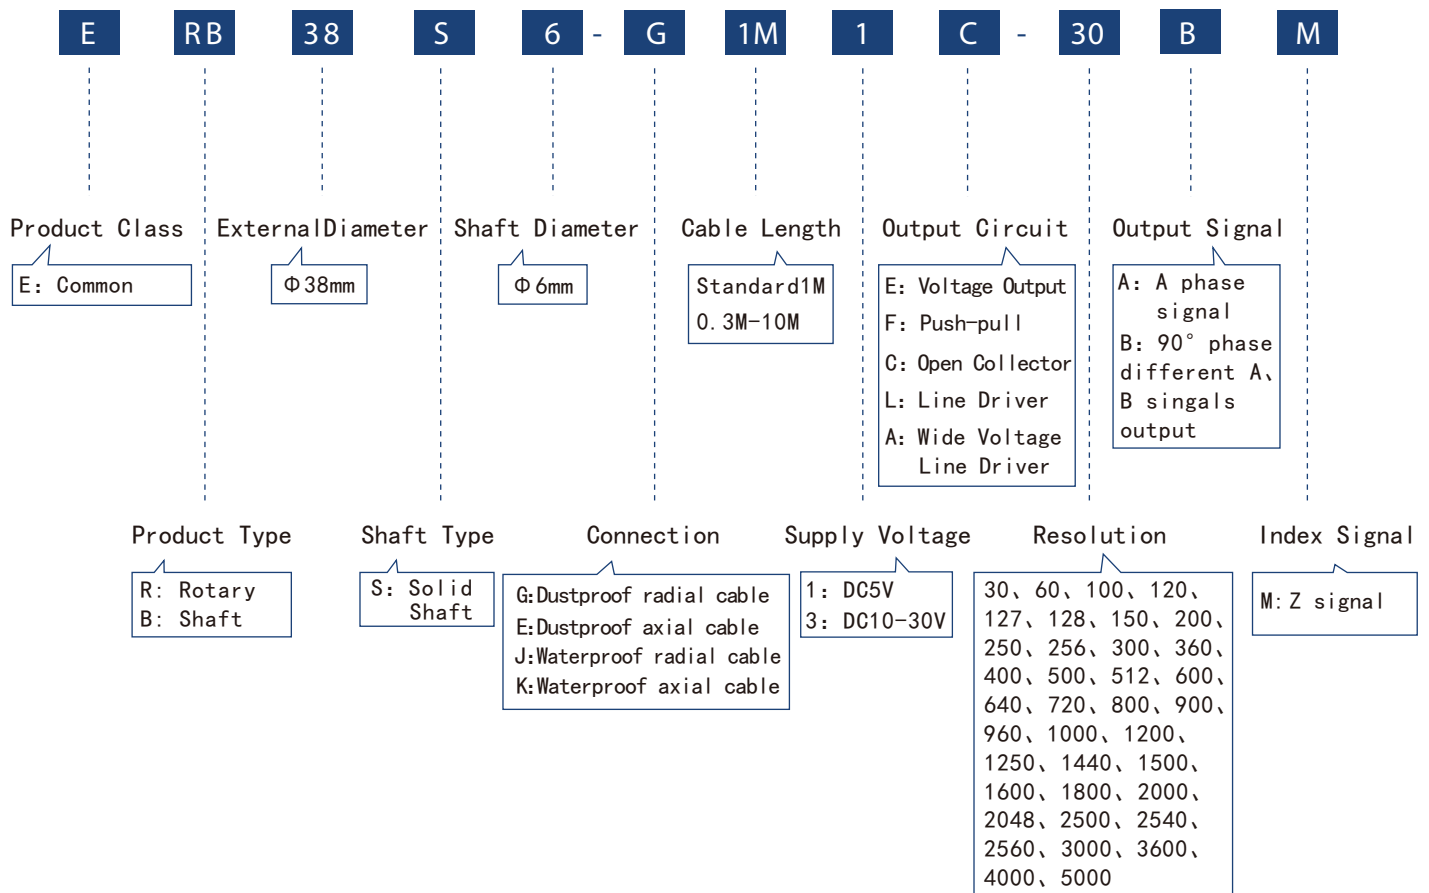 E RB 38 S 6 - G 1M 1 C - 30 B M
Product Class
E: Common
ExternalDiameter
Φ38mm
Shaft Diameter
Φ6mm
Cable Length
Standard1M
0.3M-10M
Output Circuit
E: Voltage Output
F: Push-pull
C: Open Collector
L: Line Driver
A: Wide Voltage
Line Driver
Output Signal
A: A phase
signal
B: 90° phase
different A、
B singals
output
Product Type
R: Rotary
B: Shaft
Shaft Type
S: Solid
Shaft
Connection
G:Dustproof radial cable
E:Dustproof axial cable
J:Waterproof radial cable
K:Waterproof axial cable
Supply Voltage
1: DC5V
3: DC10-30V
Resolution
30、60、100、120、
127、128、150、200、
250、256、300、360、
400、500、512、600、
640、720、800、900、
960、1000、1200、
1250、1440、1500、
1600、1800、2000、
2048、2500、2540、
2560、3000、3600、
4000、5000
Index Signal
M:Z signal